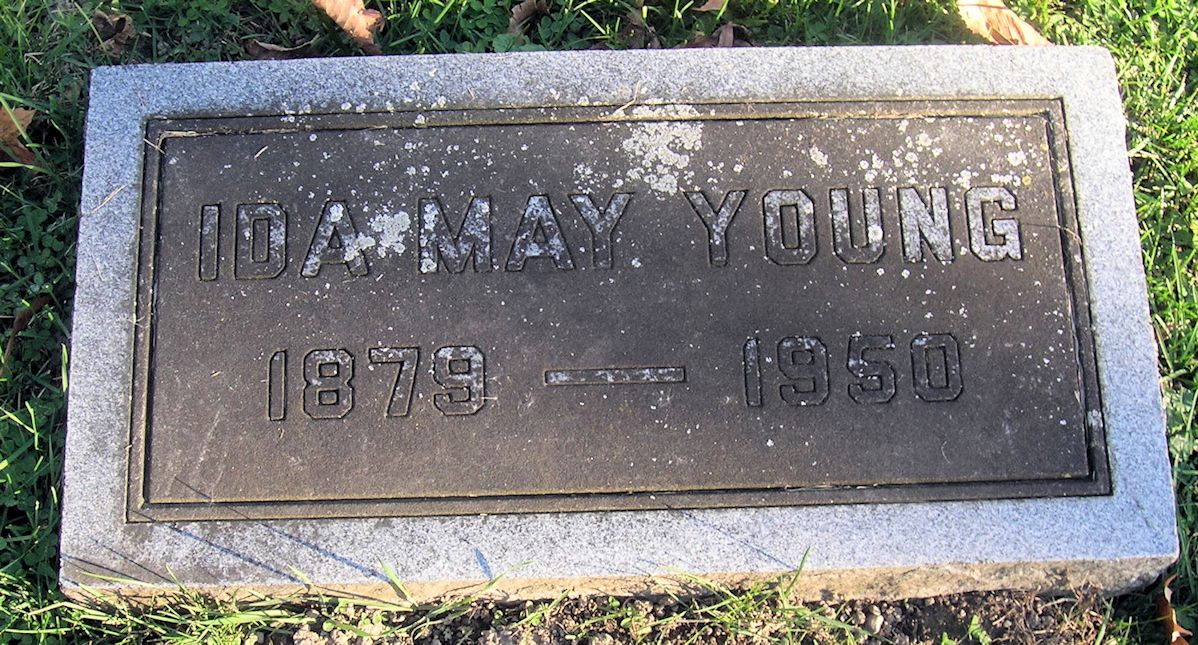 IDA MAY YOUNG
1879 — 1950